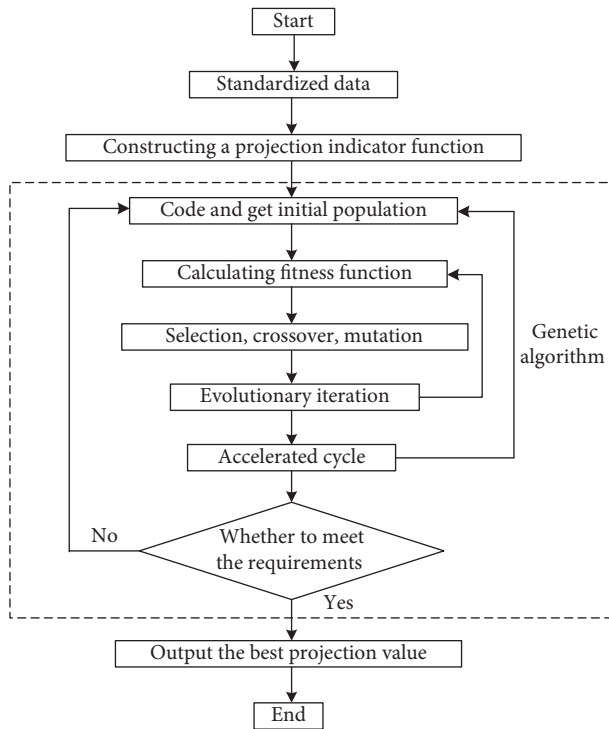 Start
Standardized data
Constructing a projection indicator function
Code and get initial population
Calculating fitness function
Selection, crossover, mutation
Genetic
algorithm
Evolutionary iteration
Accelerated cycle
No
Whether to meet
the requirements
Yes
Output the best projection value
End